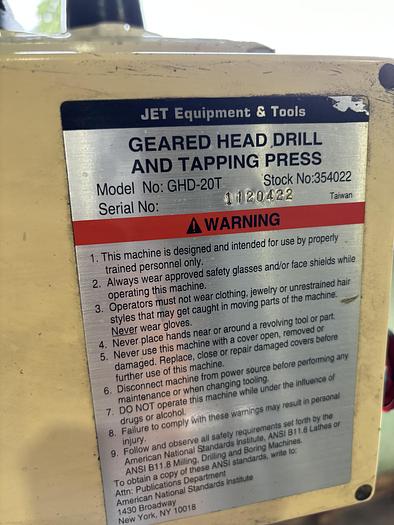 JET Equipment & Tools
GEARED HEAD DRILL
AND TAPPING PRESS
Model No: GHD-20T Stock No:354022
Serial No: 1120422 Taiwan
WARNING
1. This machine is designed and intended for use by properly
trained personnel only.
2. Always wear approved safety glasses and/or face shields while
operating this machine.
3. Operators must not wear clothing, jewelry or unrestrained hair
styles that may get caught in moving parts of the machine.
Never wear gloves.
4. Never place hands near or around a revolving tool or part.
5. Never use this machine with a cover open, removed or
damaged. Replace, close or repair damaged covers before
further use of this machine.
6. Disconnect machine from power source before performing any
maintenance or when changing tooling.
7. DO NOT operate this machine while under the influence of
drugs or alcohol.
8. Failure to comply with these warnings may result in personal
injury.
9. Follow and observe all safety requirements set forth by the
American National Standards Institute, ANSI B11.6 Lathes or
ANSI B11.8 Milling, Drilling and Boring Machines.
To obtain a copy of these ANSI standards, write to:
Attn: Publications Department
American National Standards Institute
1430 Broadway
New York, NY 10018